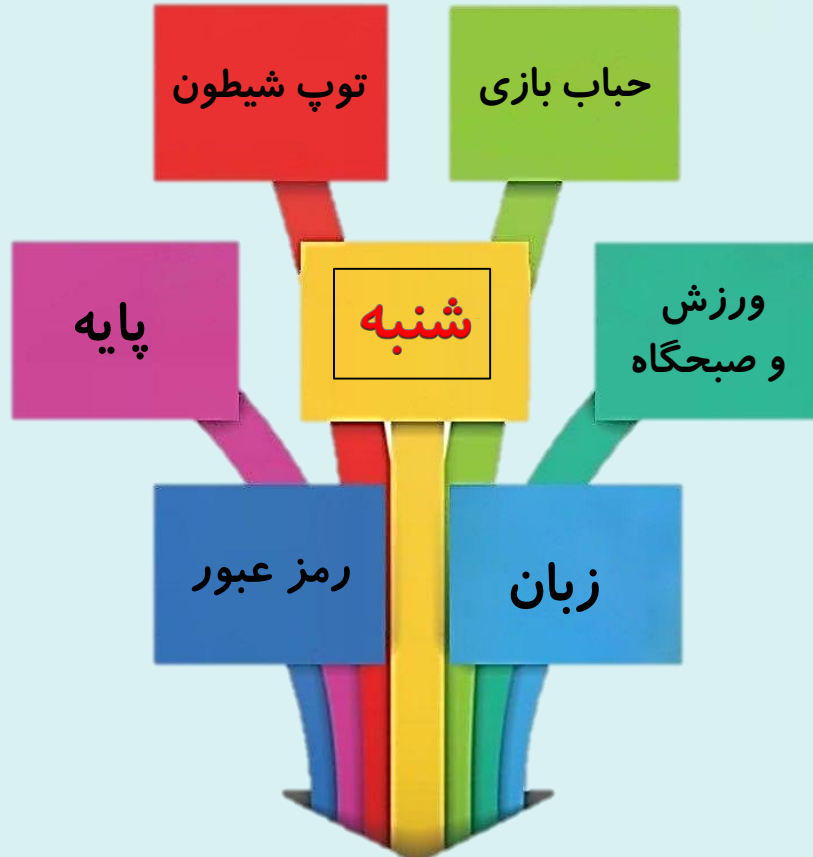 حباب بازی
توپ شیطون
ورزش
و صبحگاه
شنبه
پایه
زبان
رمز عبور